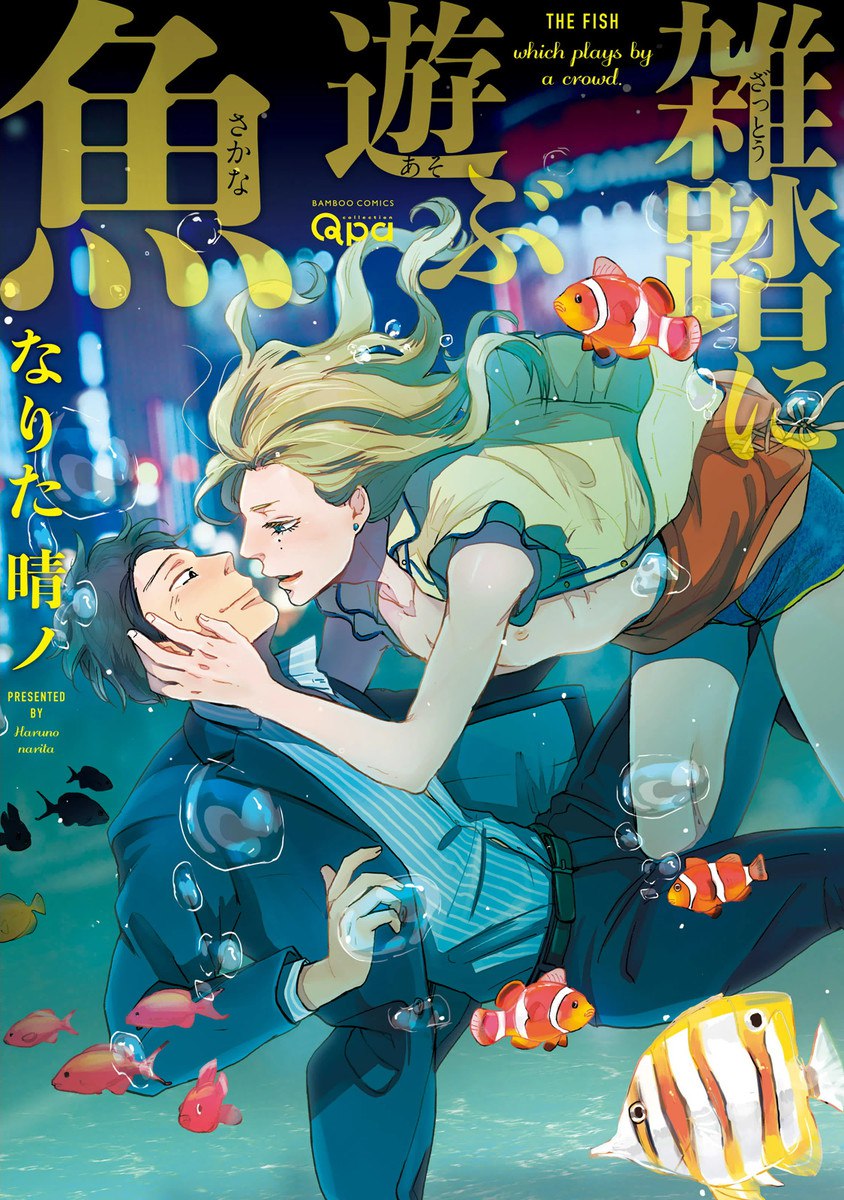 雑踏に
ざっとう
遊ぶ
あそ
魚
さかな
THE FISH
which plays by
a crowd.
BAMBOO COMICS
Qpa
collection
なりた 晴ノ
PRESENTED
BY
Haruno
narita